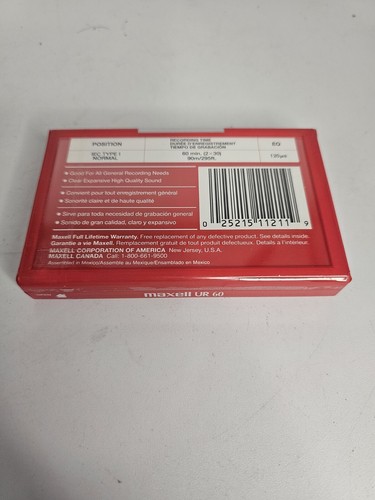 POSITION
RECORDING TIME
DURÉE D'ENREGISTREMENT
TIEMPO DE GRABACIÓN
EQ
IEC TYPE I
NORMAL
60 min. (2 × 30)
90m/295ft.
120µs
Good For All General Recording Needs
Clear Expansive High Quality Sound
Convient pour tout enregistrement général
Sonorité claire et de haute qualité
Sirve para toda necesidad de grabación general
Sonido de gran calidad, claro y expansivo
0 25215 11211 9
Maxell Full Lifetime Warranty. Free replacement of any defective product. See details inside.
Garantie à vie Maxell. Remplacement gratuit de tout produit défectueux. Détails à l'intérieur.
MAXELL CORPORATION OF AMERICA New Jersey, U.S.A.
MAXELL CANADA Call: 1-800-661-9500
Assembled in Mexico/Assemblé au Mexique/Ensamblado en Mexico
maxell UR 60